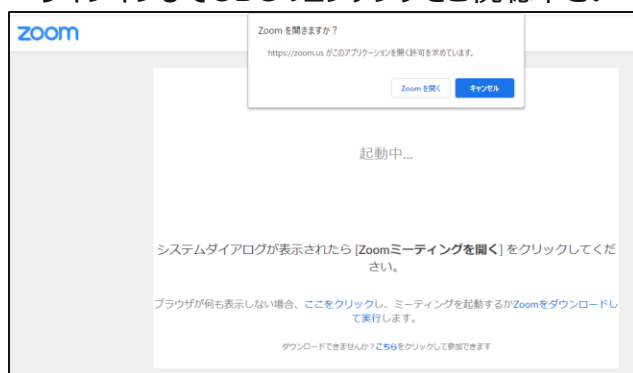 zoom
Zoom を開きますか？
https://zoom.us がこのアプリケーションを開く許可を求めています。
Zoom を開く キャンセル
起動中...
システムダイアログが表示されたら [Zoomミーティングを開く] をクリックしてくだ
さい。
ブラウザが何も表示しない場合、ここをクリックし、ミーティングを起動するかZoomをダウンロードし
て実行します。
ダウンロードできませんか？こちらをクリックして参加できます